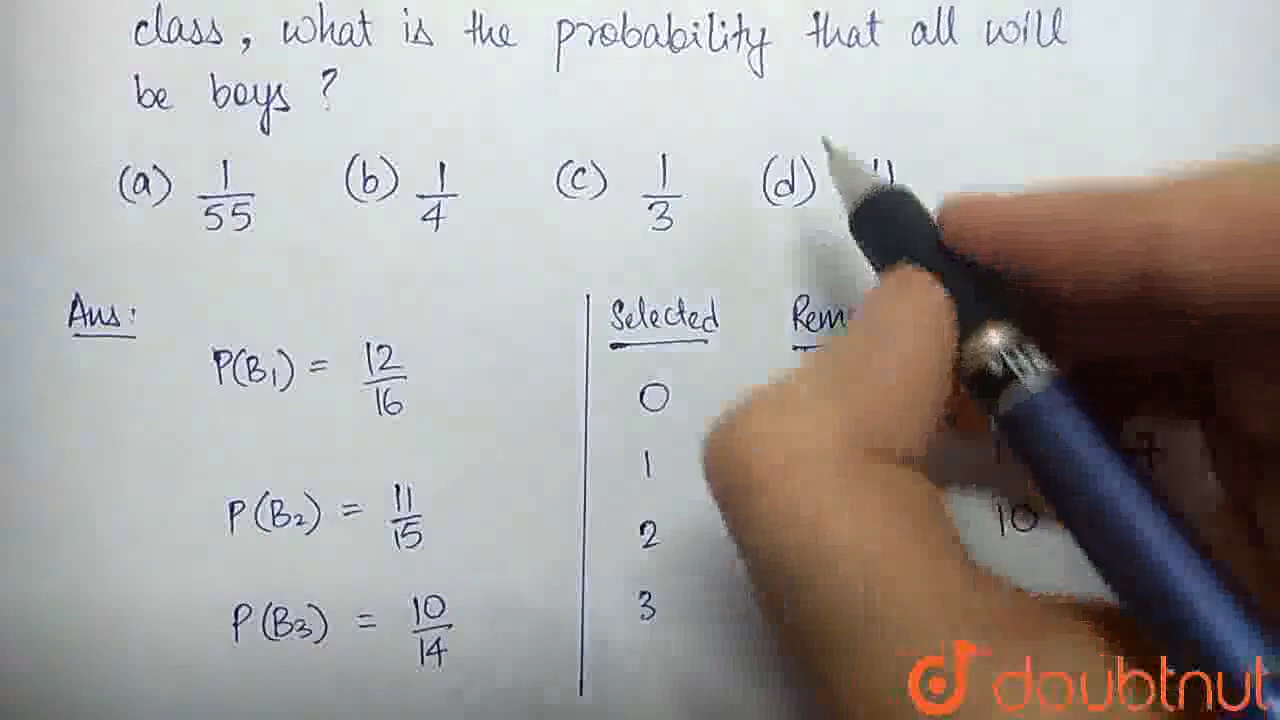 class, what is the probability that all will
be boys ?
(a) 1/55 (b) 1/4 (c) 1/3 (d) 11
Ans: Selected
P(B₁) = 12/16 0
1
P(B₂) = 11/15 2 10
P(B₃) = 10/14 3
doubtnut